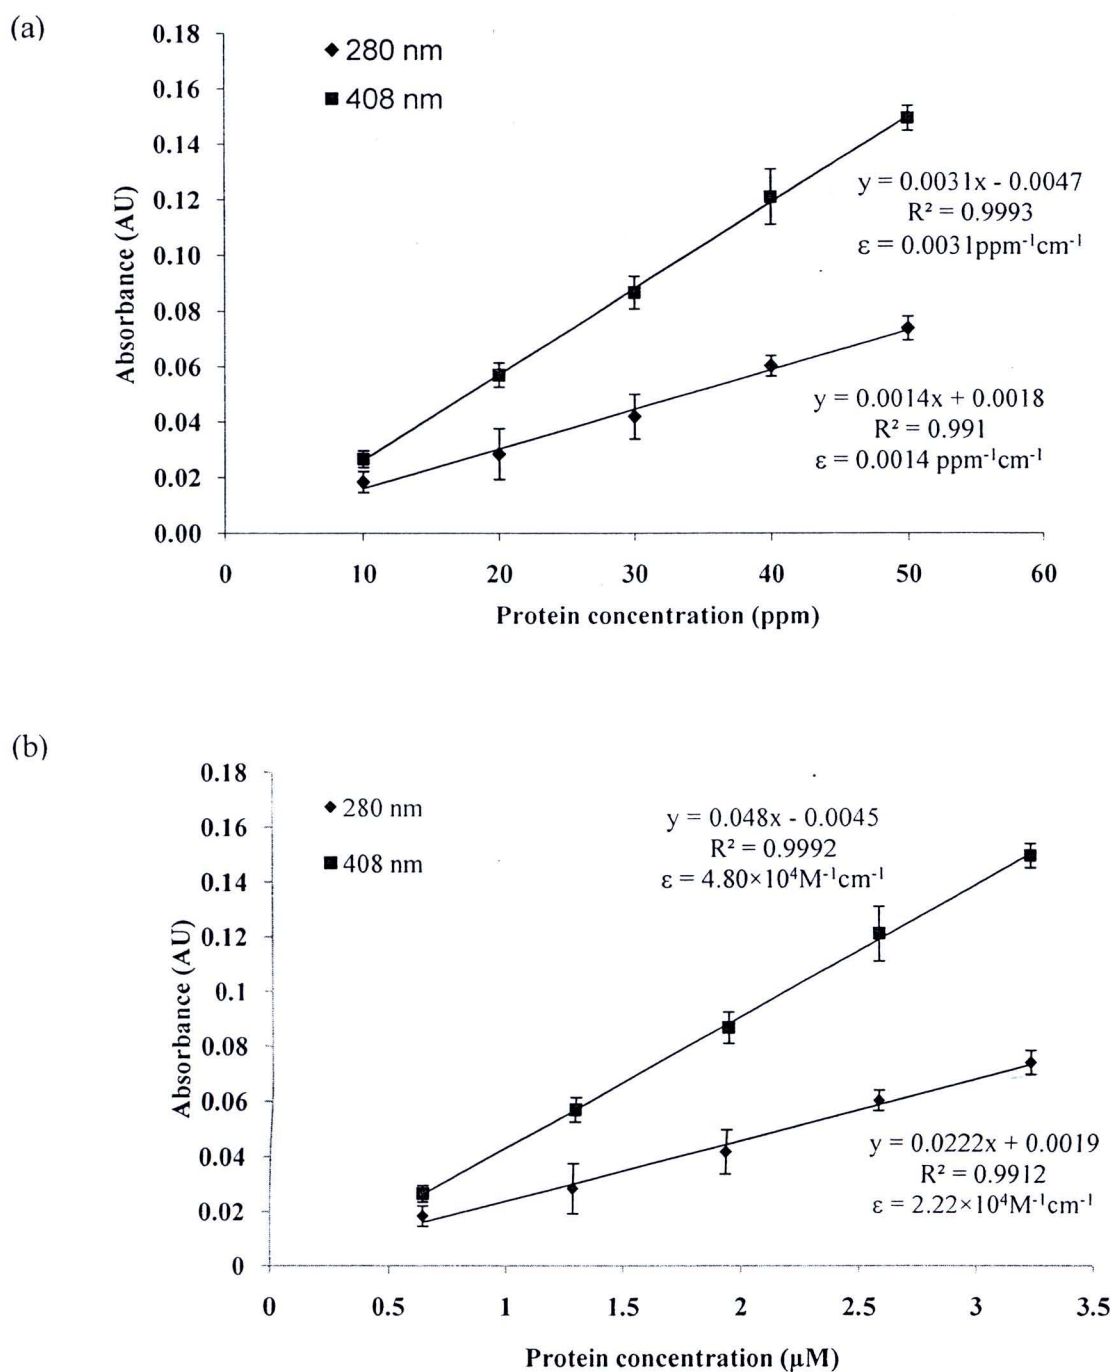 (a)
0.18
0.16
0.14
0.12
0.10
0.08
0.06
0.04
0.02
0.00
Absorbance (AU)
280 nm
408 nm
y = 0.0031x - 0.0047
R² = 0.9993
ε = 0.0031ppm⁻¹cm⁻¹
y = 0.0014x + 0.0018
R² = 0.991
ε = 0.0014 ppm⁻¹cm⁻¹
0 10 20 30 40 50 60
Protein concentration (ppm)
(b)
0.18
0.16
0.14
0.12
0.1
0.08
0.06
0.04
0.02
0
Absorbance (AU)
280 nm
408 nm
y = 0.048x - 0.0045
R² = 0.9992
ε = 4.80×10⁴M⁻¹cm⁻¹
y = 0.0222x + 0.0019
R² = 0.9912
ε = 2.22×10⁴M⁻¹cm⁻¹
0 0.5 1 1.5 2 2.5 3 3.5
Protein concentration (μM)